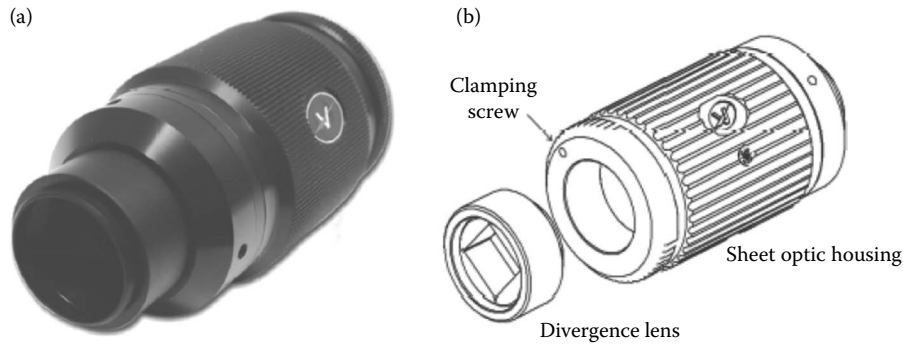 (a)
(b)
Clamping
screw
Sheet optic housing
Divergence lens